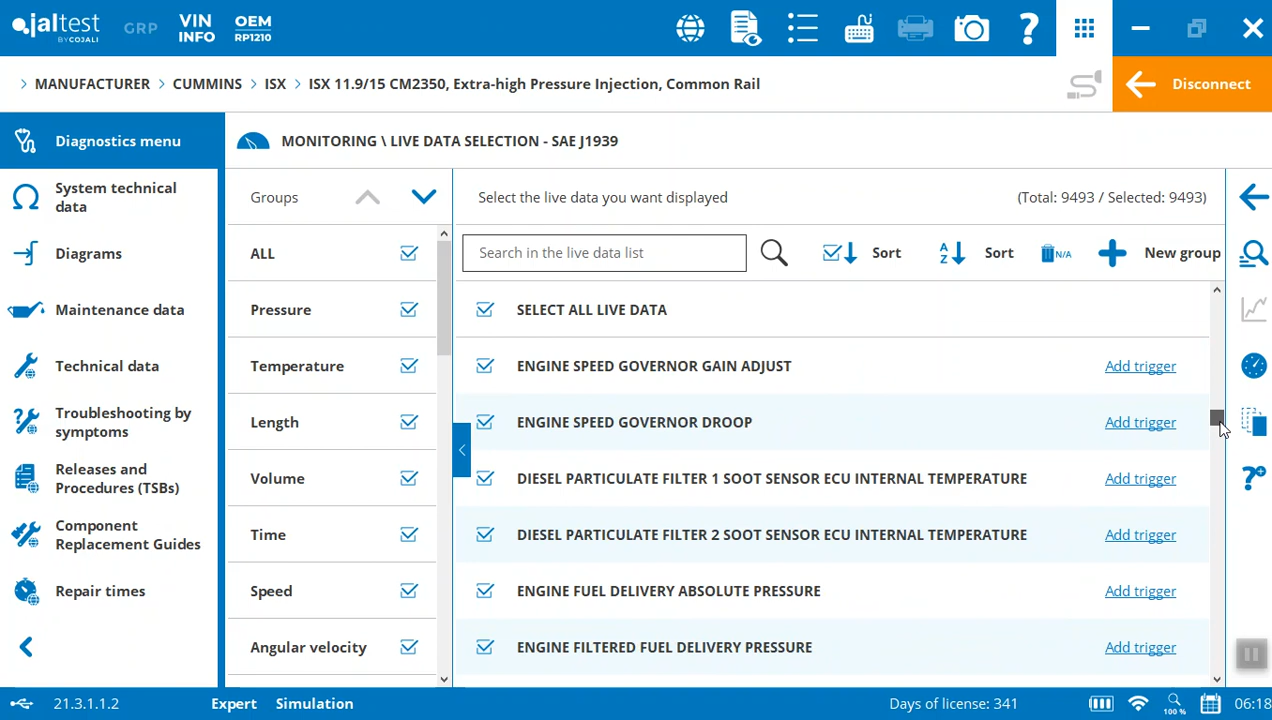 jaltest
BY COJALI
GRP
VIN
INFO
OEM
RP1210
MANUFACTURER > CUMMINS > ISX > ISX 11.9/15 CM2350, Extra-high Pressure Injection, Common Rail
Disconnect
Diagnostics menu
MONITORING \ LIVE DATA SELECTION - SAE J1939
System technical
data
Diagrams
Maintenance data
Technical data
Troubleshooting by
symptoms
Releases and
Procedures (TSBs)
Component
Replacement Guides
Repair times
Groups
ALL
Pressure
Temperature
Length
Volume
Time
Speed
Angular velocity
Select the live data you want displayed
(Total: 9493 / Selected: 9493)
Search in the live data list
Sort
A
Z
Sort
N/A
New group
SELECT ALL LIVE DATA
ENGINE SPEED GOVERNOR GAIN ADJUST Add trigger
ENGINE SPEED GOVERNOR DROOP Add trigger
DIESEL PARTICULATE FILTER 1 SOOT SENSOR ECU INTERNAL TEMPERATURE Add trigger
DIESEL PARTICULATE FILTER 2 SOOT SENSOR ECU INTERNAL TEMPERATURE Add trigger
ENGINE FUEL DELIVERY ABSOLUTE PRESSURE Add trigger
ENGINE FILTERED FUEL DELIVERY PRESSURE Add trigger
21.3.1.1.2
Expert
Simulation
Days of license: 341
100 %
06:18